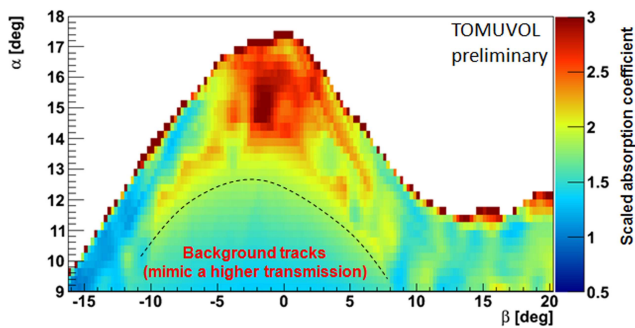 18
17
16
15
14
13
12
11
10
9
α [deg]
TOMUVOL
preliminary
Background tracks
(mimic a higher transmission)
-15 -10 -5 0 5 10 15 20
β [deg]
3
2.5
2
1.5
1
0.5
Scaled absorption coefficient